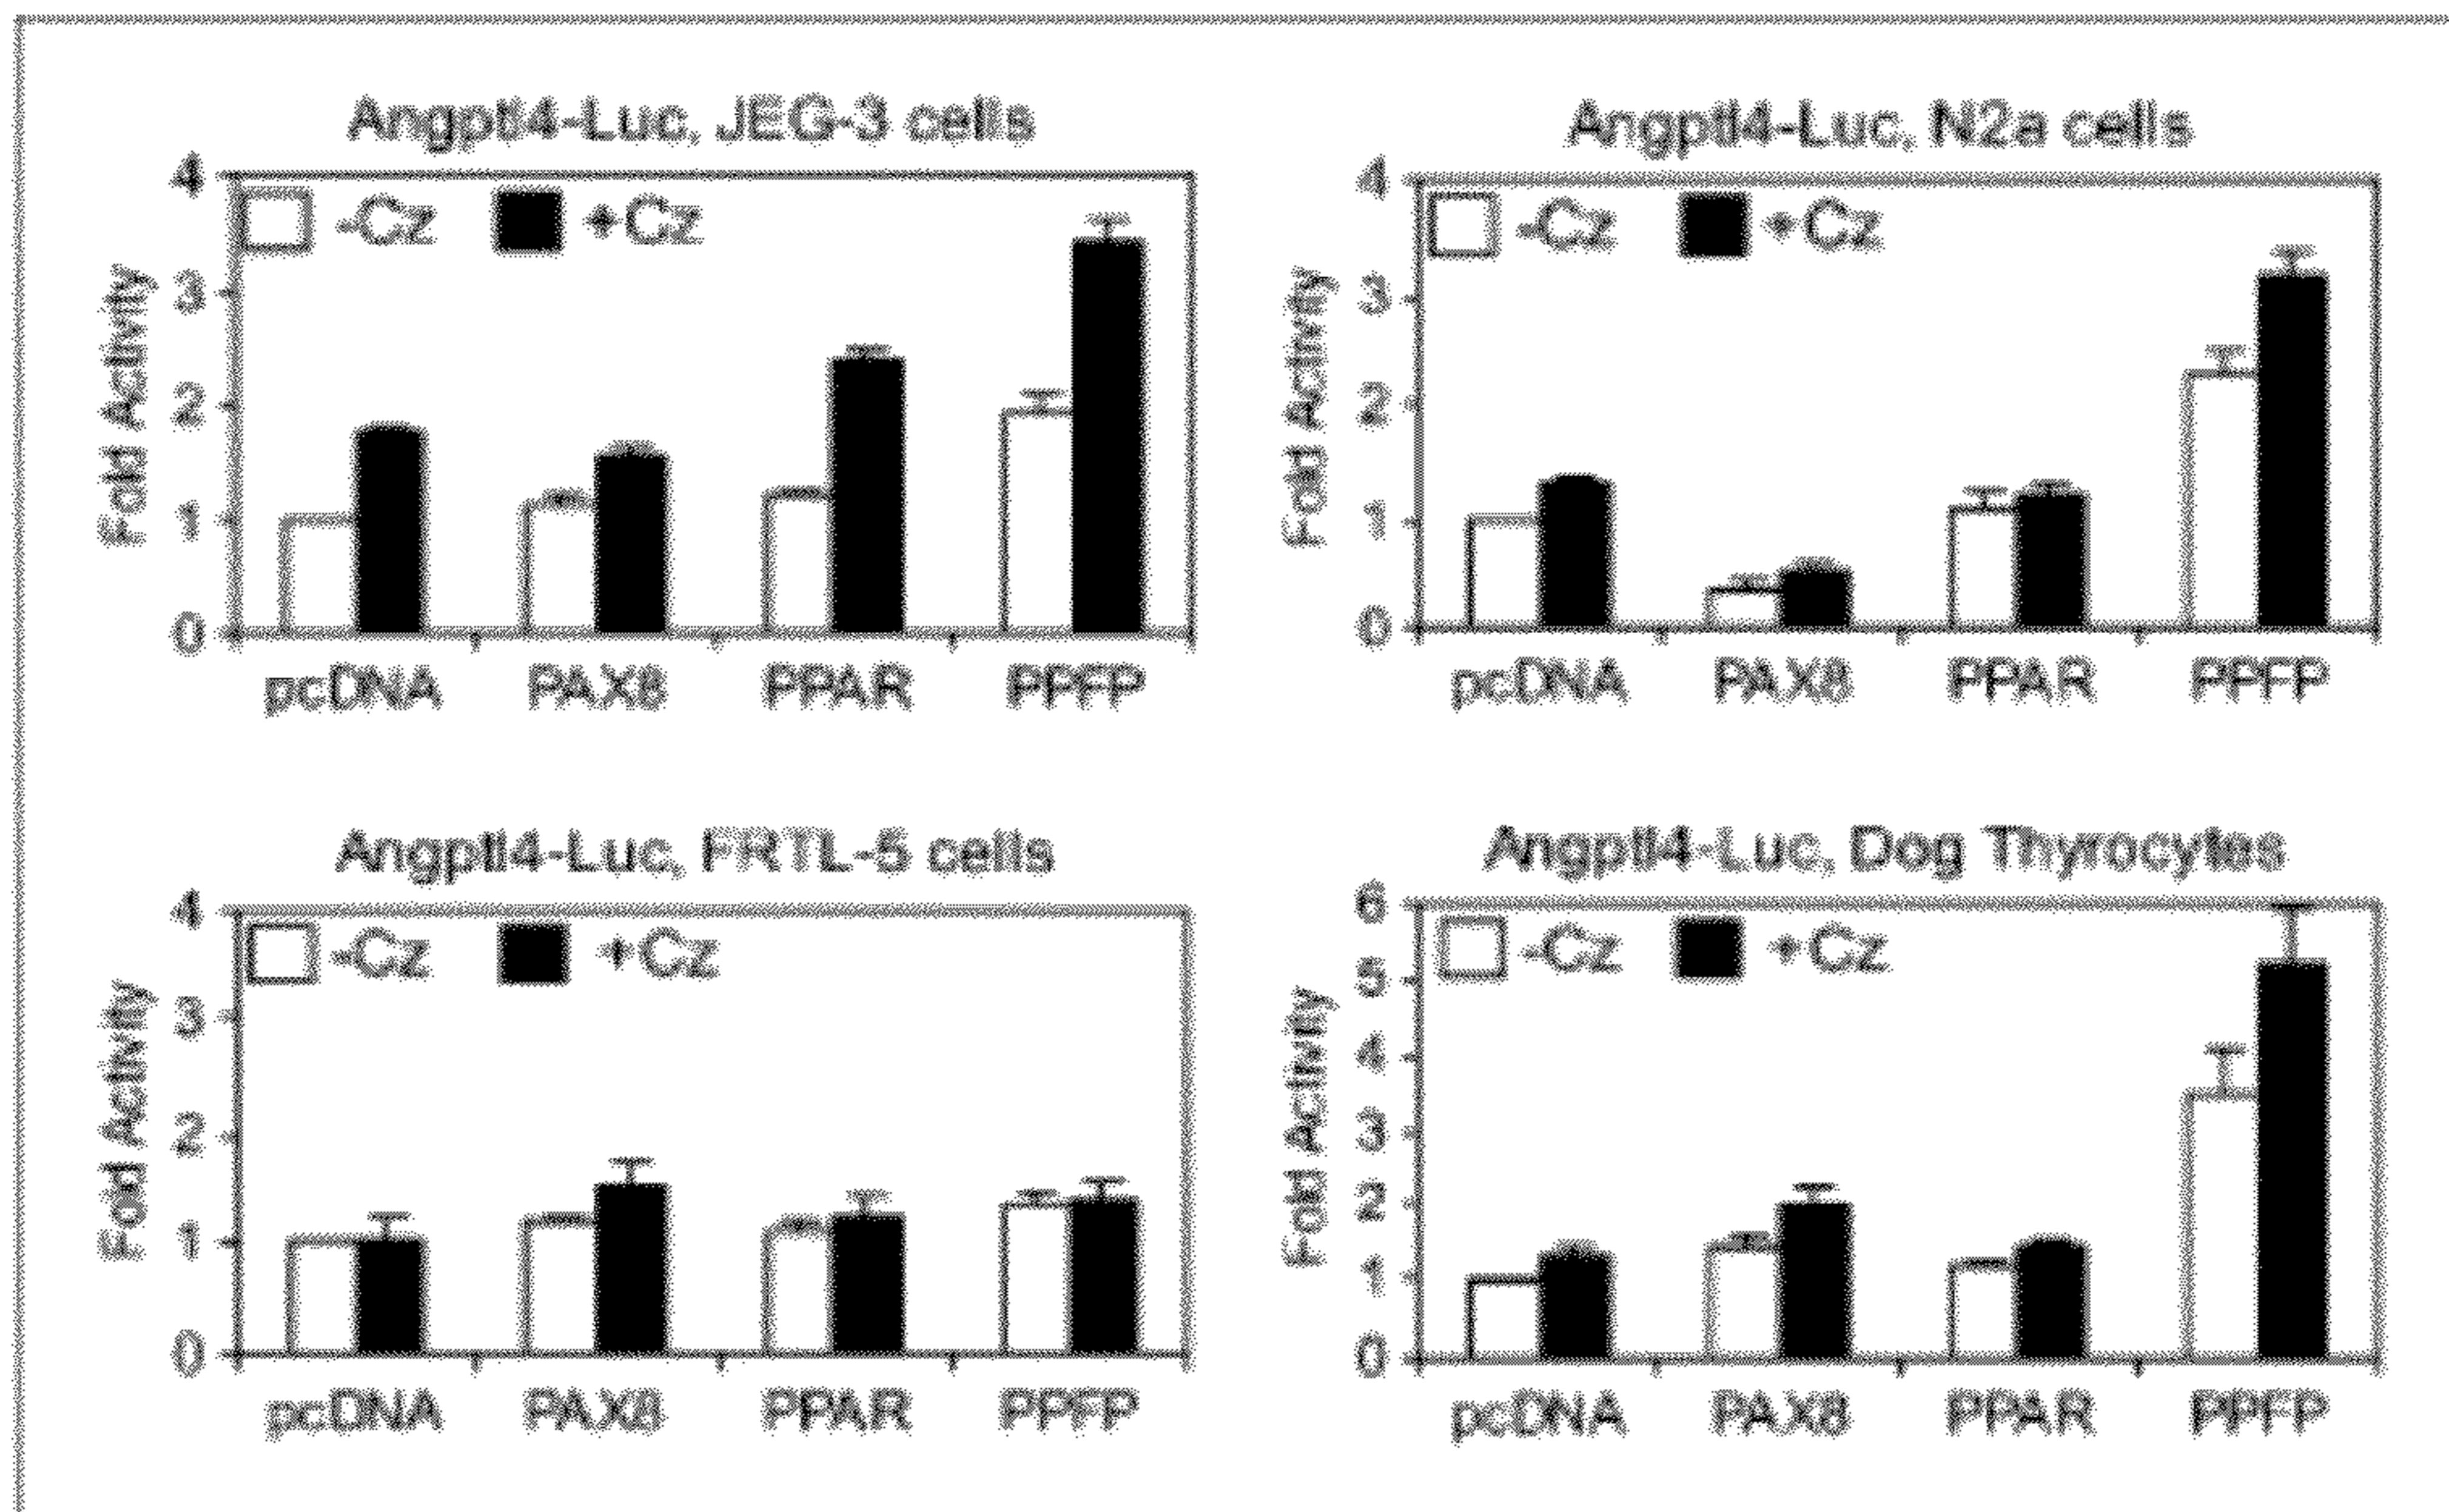 Angptl4-Luc, JEG-3 cells
4
-Cz +Cz
3
2
1
0
Fold Activity
pcDNA PAX8 PPAR PPFP
Angptl4-Luc, N2a cells
4
-Cz +Cz
3
2
1
0
Fold Activity
pcDNA PAX8 PPAR PPFP
Angptl4-Luc, FRTL-5 cells
4
-Cz +Cz
3
2
1
0
Fold Activity
pcDNA PAX8 PPAR PPFP
Angptl4-Luc, Dog Thyrocytes
6
-Cz +Cz
5
4
3
2
1
0
Fold Activity
pcDNA PAX8 PPAR PPFP